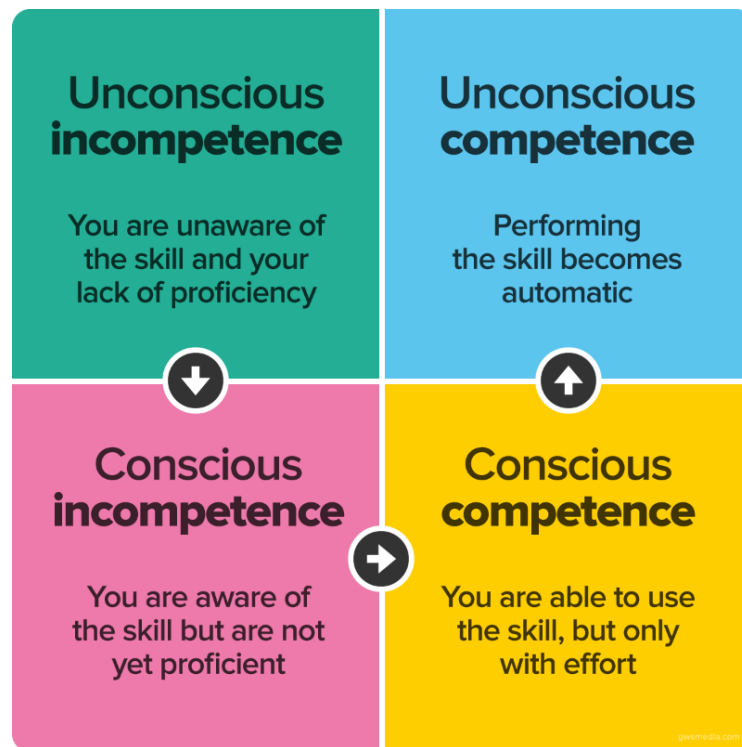 Unconscious
incompetence
You are unaware of
the skill and your
lack of proficiency
Unconscious
competence
Performing
the skill becomes
automatic
Conscious
incompetence
You are aware of
the skill but are not
yet proficient
Conscious
competence
You are able to use
the skill, but only
with effort
gwsmedia.com